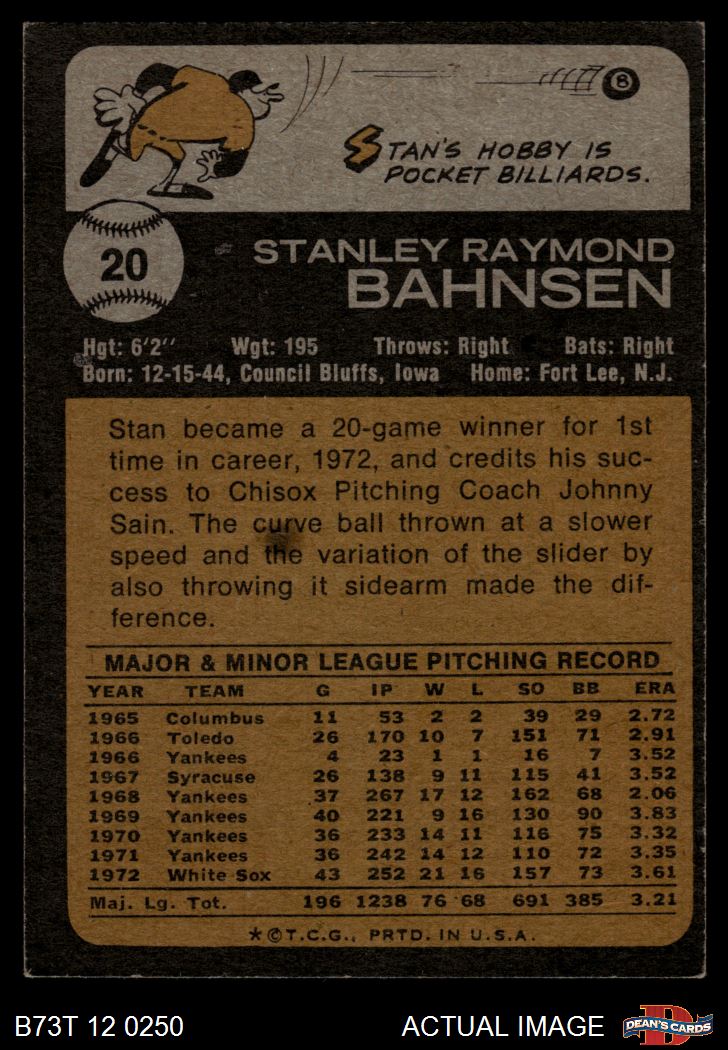 8
STAN'S HOBBY IS
POCKET BILLIARDS.
20
STANLEY RAYMOND
BAHNSEN
Hgt: 6'2" Wgt: 195 Throws: Right Bats: Right
Born: 12-15-44, Council Bluffs, Iowa Home: Fort Lee, N.J.
Stan became a 20-game winner for 1st
time in career, 1972, and credits his suc-
cess to Chisox Pitching Coach Johnny
Sain. The curve ball thrown at a slower
speed and the variation of the slider by
also throwing it sidearm made the dif-
ference.
MAJOR & MINOR LEAGUE PITCHING RECORD
YEAR TEAM G IP W L SO BB ERA
1965 Columbus 11 53 2 2 39 29 2.72
1966 Toledo 26 170 10 7 151 71 2.91
1966 Yankees 4 23 1 1 16 7 3.52
1967 Syracuse 26 138 9 11 115 41 3.52
1968 Yankees 37 267 17 12 162 68 2.06
1969 Yankees 40 221 9 16 130 90 3.83
1970 Yankees 36 233 14 11 116 75 3.32
1971 Yankees 36 242 14 12 110 72 3.35
1972 White Sox 43 252 21 16 157 73 3.61
Maj. Lg. Tot. 196 1238 76 68 691 385 3.21
★©T.C.G., PRTD. IN U.S.A.
B73T 12 0250 ACTUAL IMAGE D DEAN'S CARDS